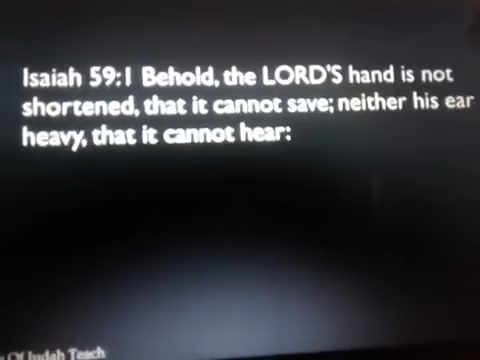 Isaiah 59:1 Behold, the LORD'S hand is not
shortened, that it cannot save; neither his ear
heavy, that it cannot hear:
Of Judah Teach